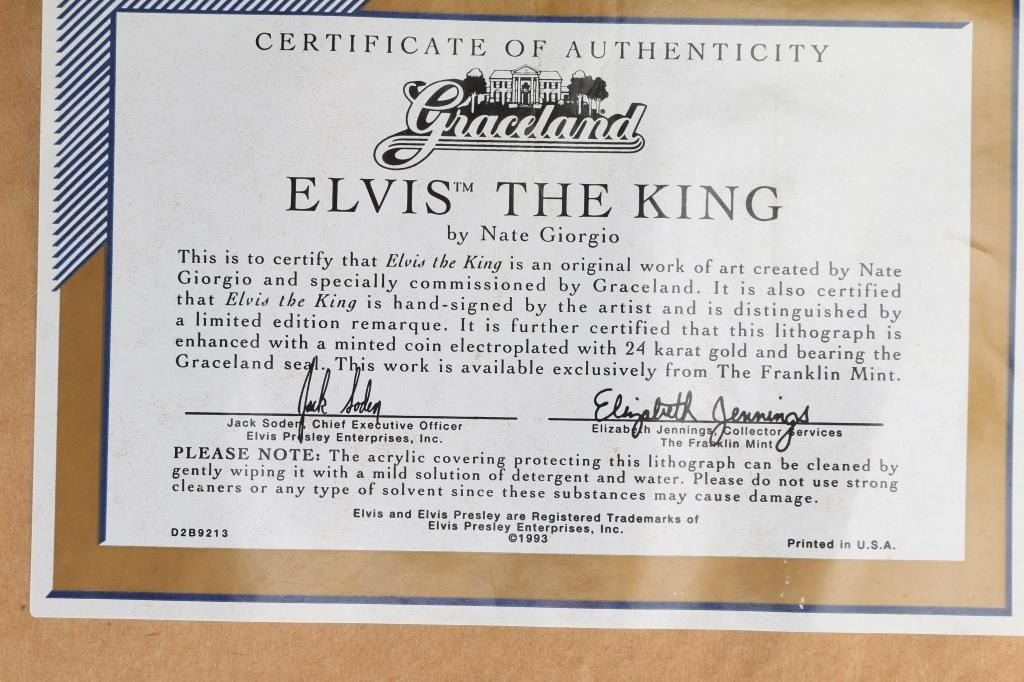 CERTIFICATE OF AUTHENTICITY
Graceland
ELVIS™ THE KING
by Nate Giorgio
This is to certify that Elvis the King is an original work of art created by Nate
Giorgio and specially commissioned by Graceland. It is also certified
that Elvis the King is hand-signed by the artist and is distinguished by
a limited edition remarque. It is further certified that this lithograph is
enhanced with a minted coin electroplated with 24 karat gold and bearing the
Graceland seal. This work is available exclusively from The Franklin Mint.
Jack Soden
Elizabeth Jennings
Jack Soden, Chief Executive Officer
Elvis Presley Enterprises, Inc.
Elizabeth Jennings, Collector Services
The Franklin Mint
PLEASE NOTE: The acrylic covering protecting this lithograph can be cleaned by
gently wiping it with a mild solution of detergent and water. Please do not use strong
cleaners or any type of solvent since these substances may cause damage.
Elvis and Elvis Presley are Registered Trademarks of
Elvis Presley Enterprises, Inc.
©1993
D2B9213
Printed in U.S.A.